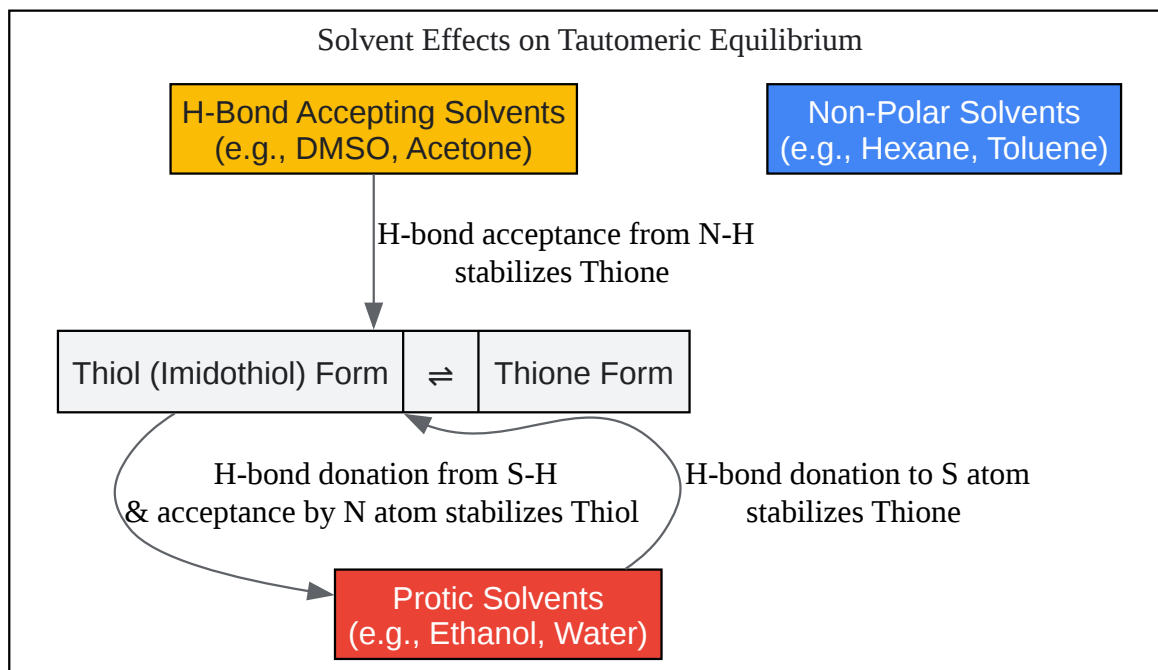 Solvent Effects on Tautomeric Equilibrium
H-Bond Accepting Solvents
(e.g., DMSO, Acetone)
Non-Polar Solvents
(e.g., Hexane, Toluene)
H-bond acceptance from N-H
stabilizes Thione
Thiol (Imidothiol) Form
⇌
Thione Form
H-bond donation from S-H
& acceptance by N atom stabilizes Thiol
H-bond donation to S atom
stabilizes Thione
Protic Solvents
(e.g., Ethanol, Water)